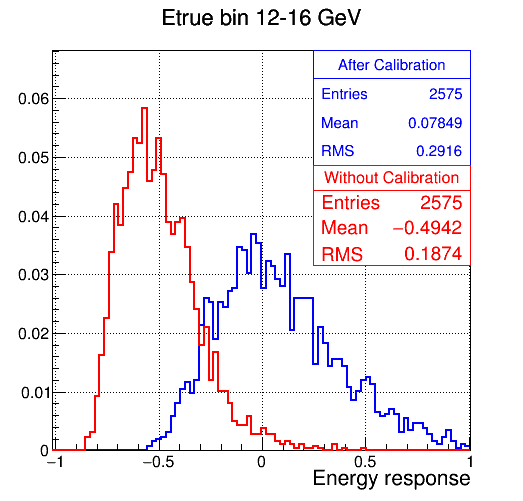 Etrue bin 12-16 GeV
After Calibration
Entries 2575
Mean 0.07849
RMS 0.2916
Without Calibration
Entries 2575
Mean −0.4942
RMS 0.1874
0.06
0.05
0.04
0.03
0.02
0.01
0
−1 −0.5 0 0.5 1
Energy response